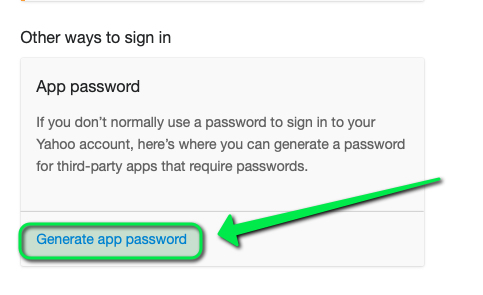 Other ways to sign in
App password
If you don't normally use a password to sign in to your
Yahoo account, here's where you can generate a password
for third-party apps that require passwords.
Generate app password